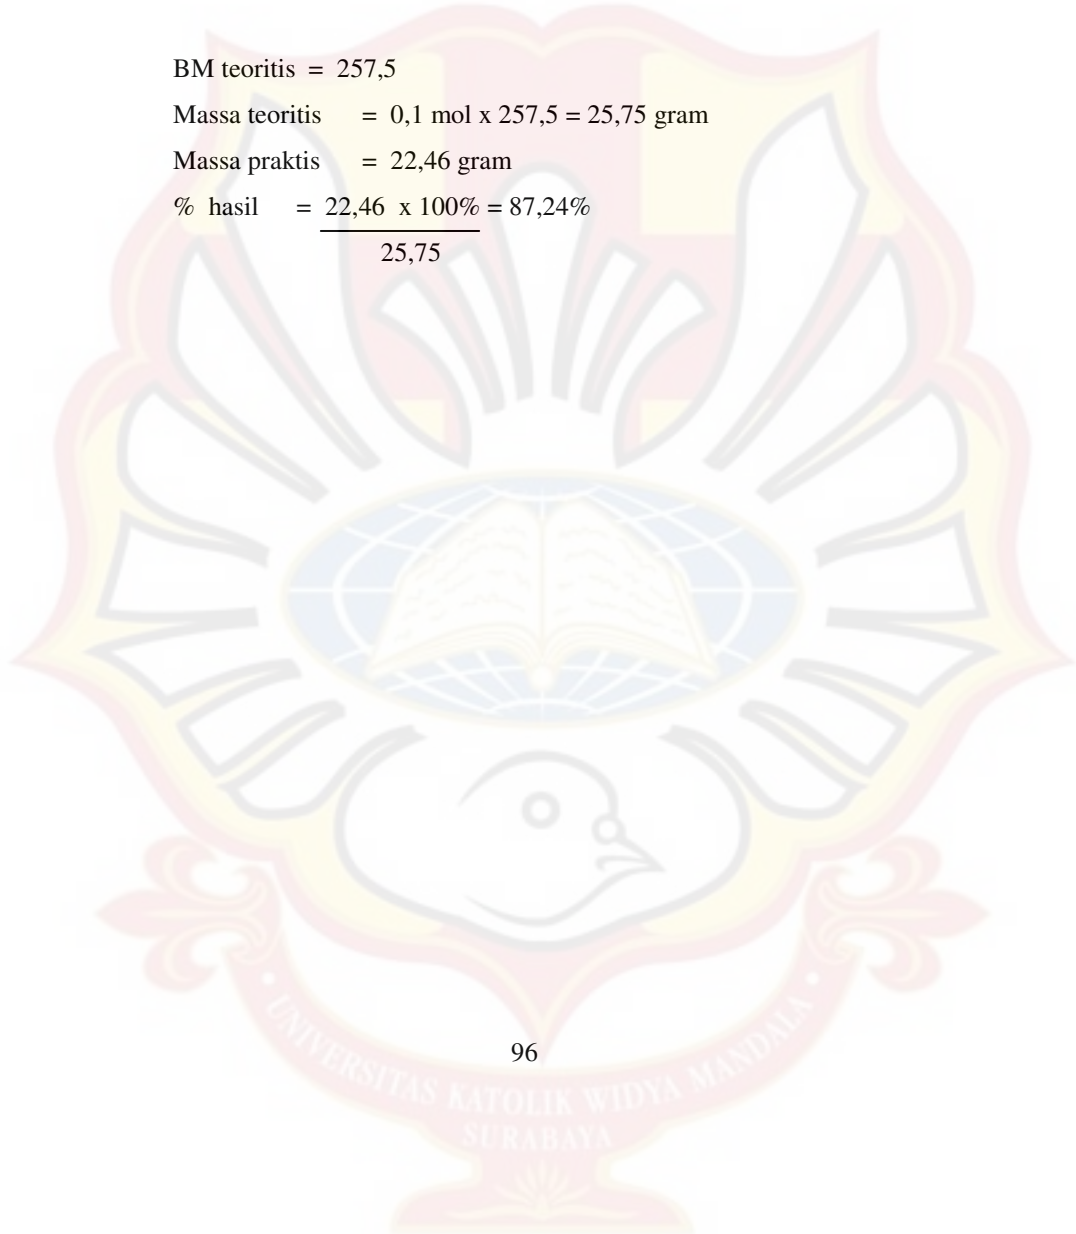 BM teoritis = 257,5
Massa teoritis = 0,1 mol x 257,5 = 25,75 gram
Massa praktis = 22,46 gram
% hasil = 22,46 x 100% = 87,24%
25,75
96
• UNIVERSITAS KATOLIK WIDYA MANDALA •
SURABAYA